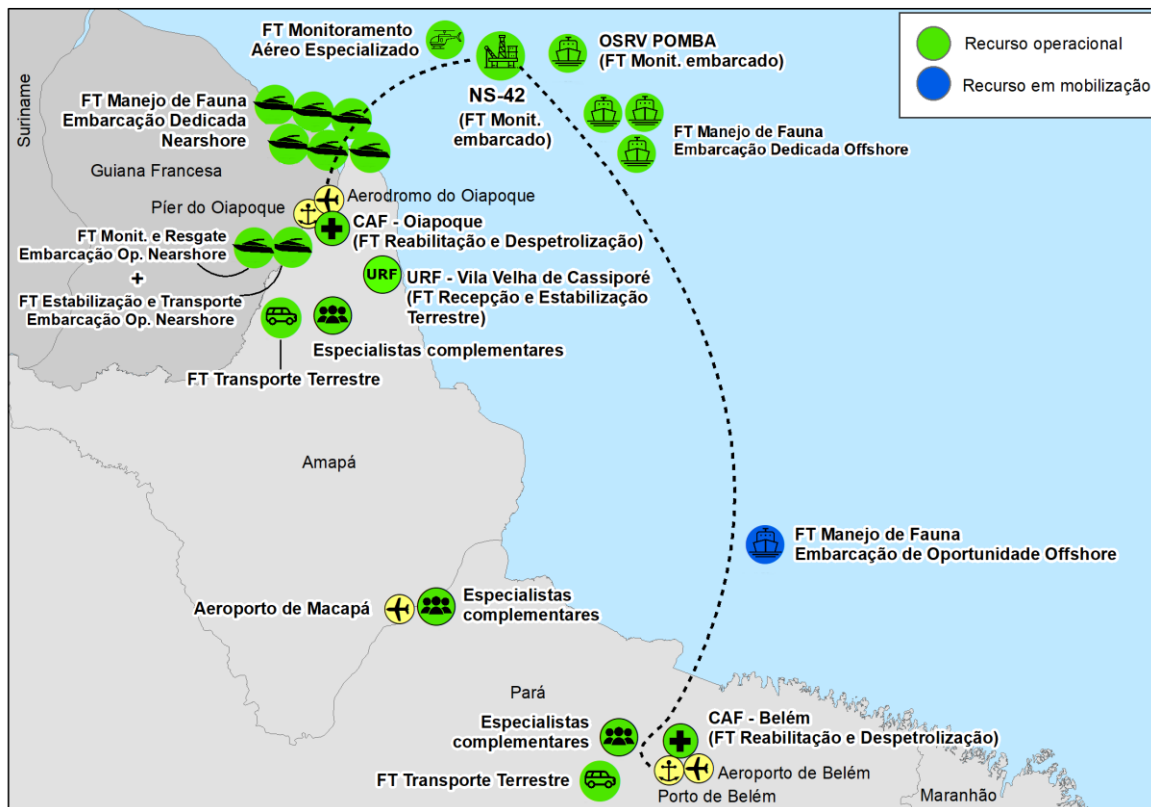 FT Monitoramento
Aéreo Especializado
OSRV POMBA
(FT Monit. embarcado)
Recurso operacional
Recurso em mobilização
NS-42
(FT Monit.
embarcado)
Suriname
FT Manejo de Fauna
Embarcação Dedicada
Nearshore
FT Manejo de Fauna
Embarcação Dedicada Offshore
Guiana Francesa
Aerodromo do Oiapoque
Píer do Oiapoque
CAF - Oiapoque
(FT Reabilitação e Despetrolização)
FT Monit. e Resgate
Embarcação Op. Nearshore
+
FT Estabilização e Transporte
Embarcação Op. Nearshore
URF
URF - Vila Velha de Cassiporé
(FT Recepção e Estabilização
Terrestre)
Especialistas complementares
FT Transporte Terrestre
Amapá
FT Manejo de Fauna
Embarcação de Oportunidade Offshore
Aeroporto de Macapá
Especialistas
complementares
Pará
Especialistas
complementares
CAF - Belém
(FT Reabilitação e Despetrolização)
FT Transporte Terrestre
Aeroporto de Belém
Porto de Belém
Maranhão